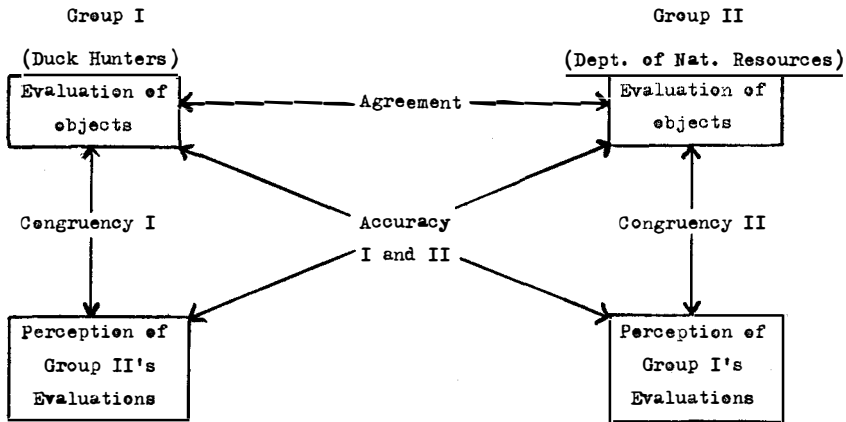 Group I
Group II
(Duck Hunters)
(Dept. of Nat. Resources)
Evaluation of
objects
Agreement
Evaluation of
objects
Congruency I
Accuracy
I and II
Congruency II
Perception of
Group II's
Evaluations
Perception of
Group I's
Evaluations